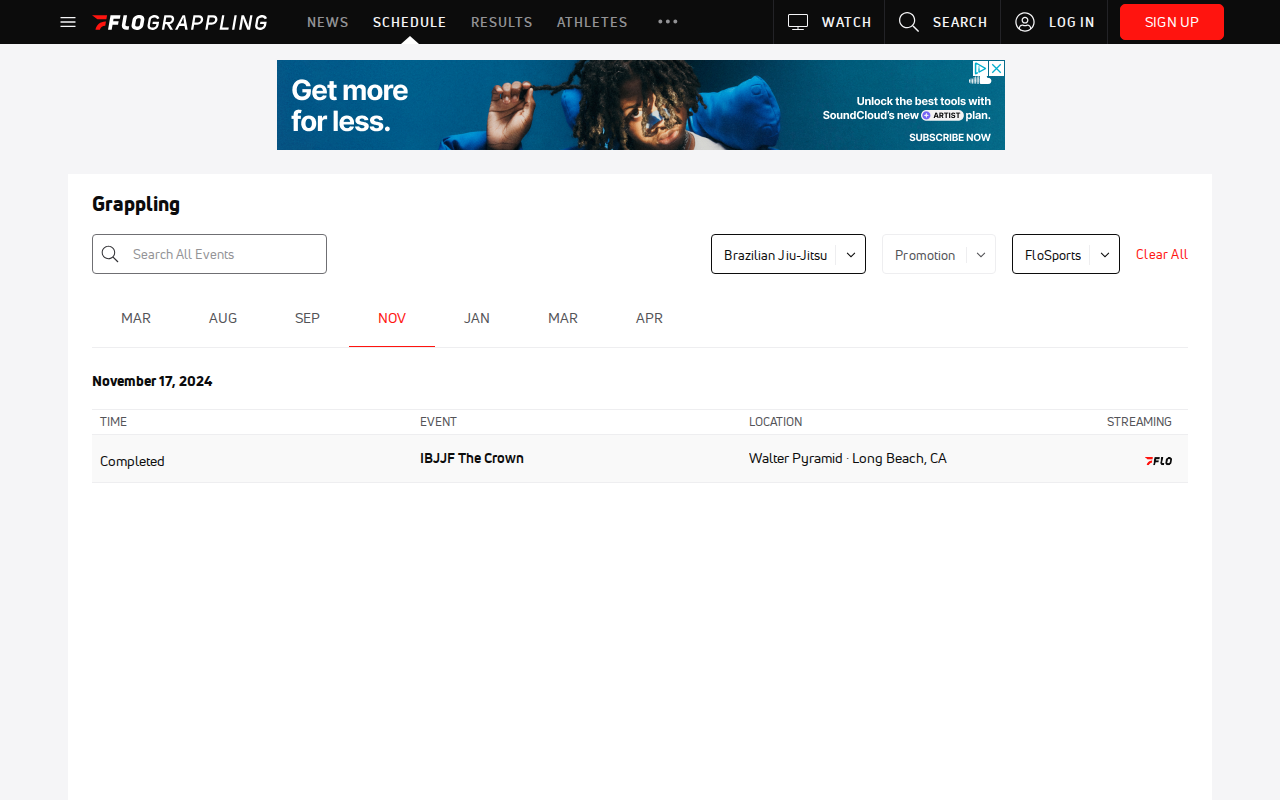 FLOGRAPPLING
NEWS
SCHEDULE
RESULTS
ATHLETES
WATCH
SEARCH
LOG IN
SIGN UP
Get more
for less.
Unlock the best tools with
SoundCloud's new ARTIST plan.
SUBSCRIBE NOW
Grappling
Search All Events
Brazilian Jiu-Jitsu
Promotion
FloSports
Clear All
MAR
AUG
SEP
NOV
JAN
MAR
APR
November 17, 2024
TIME
EVENT
LOCATION
STREAMING
Completed
IBJJF The Crown
Walter Pyramid · Long Beach, CA
FLO